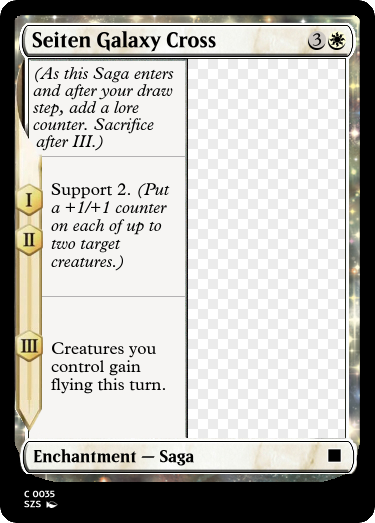 Seiten Galaxy Cross 3
(As this Saga enters
and after your draw
step, add a lore
counter. Sacrifice
after III.)
I
II
Support 2. (Put
a +1/+1 counter
on each of up to
two target
creatures.)
III
Creatures you
control gain
flying this turn.
Enchantment — Saga
C 0035
SZS